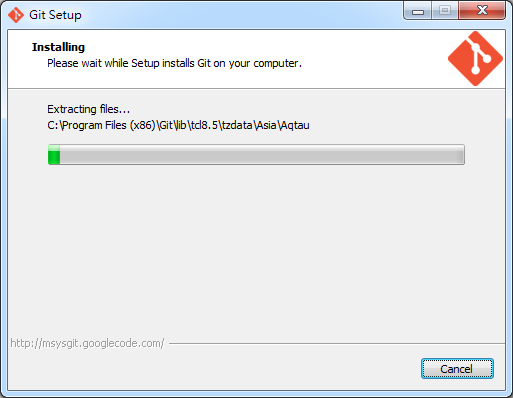 Git Setup
Installing
Please wait while Setup installs Git on your computer.
Extracting files...
C:\Program Files (x86)\Git\lib\tcl8.5\tzdata\Asia\Aqtau
http://msysgit.googlecode.com/
Cancel